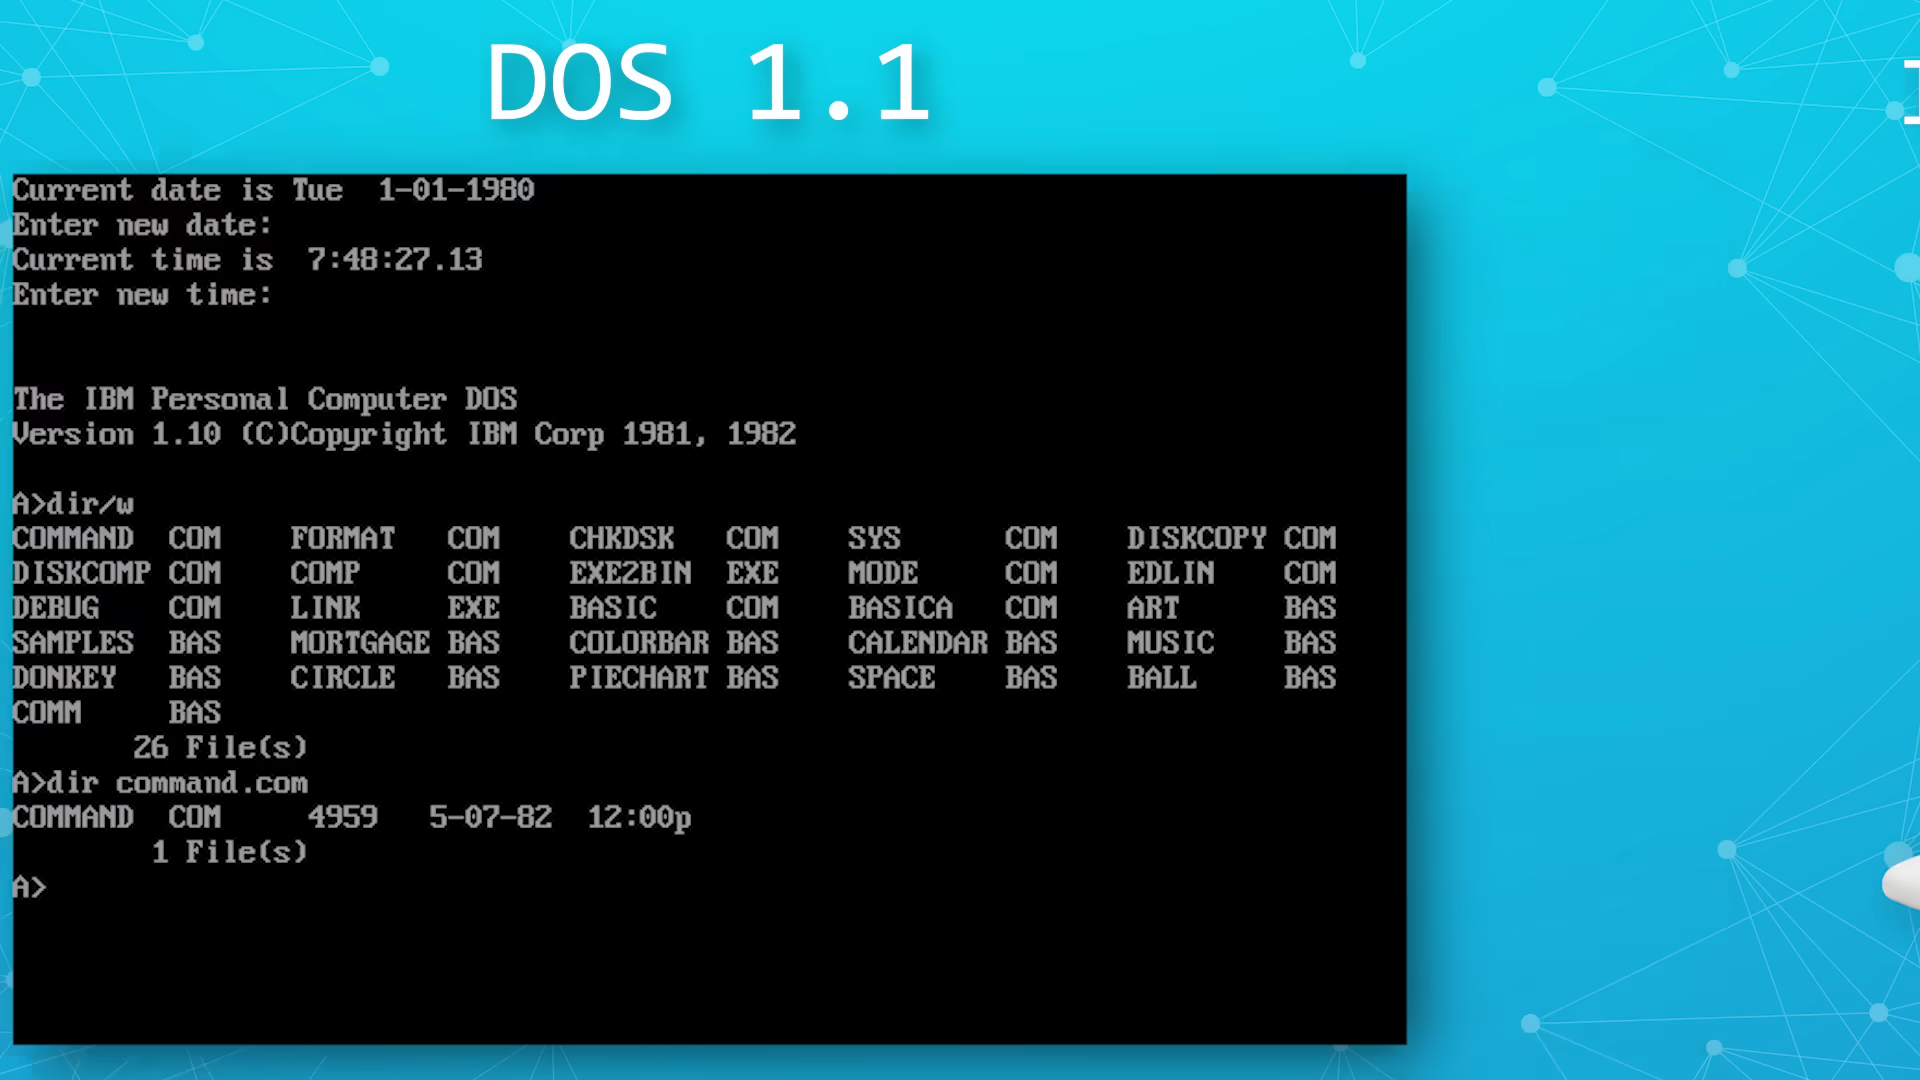 DOS 1.1
Current date is Tue  1-01-1980
Enter new date:
Current time is  7:48:27.13
Enter new time:
The IBM Personal Computer DOS
Version 1.10 (C)Copyright IBM Corp 1981, 1982
A>dir/w
COMMAND  COM    FORMAT   COM    CHKDSK   COM    SYS      COM    DISKCOPY COM
DISKCOMP COM    COMP     COM    EXE2BIN  EXE    MODE     COM    EDLIN    COM
DEBUG    COM    LINK     EXE    BASIC    COM    BASICA   COM    ART      BAS
SAMPLES  BAS    MORTGAGE BAS    COLORBAR BAS    CALENDAR BAS    MUSIC    BAS
DONKEY   BAS    CIRCLE   BAS    PIECHART BAS    SPACE    BAS    BALL     BAS
COMM     BAS
       26 File(s)
A>dir command.com
COMMAND  COM     4959   5-07-82  12:00p
        1 File(s)
A>